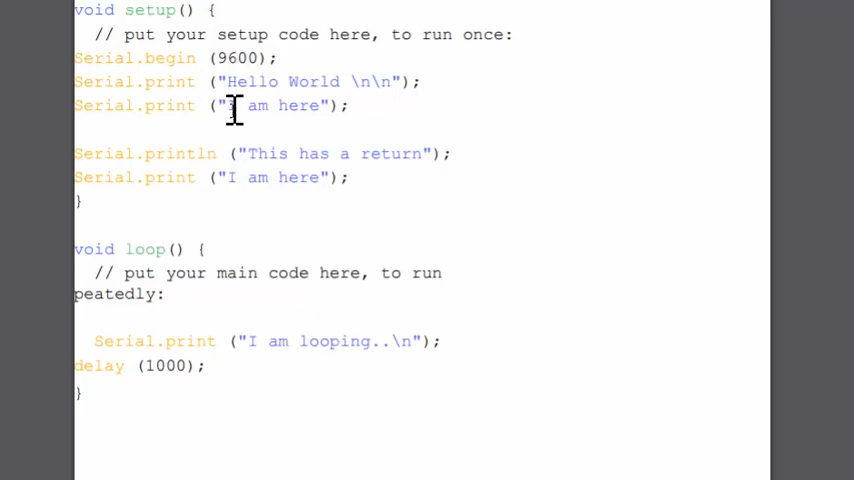 void setup() {
// put your setup code here, to run once:
Serial.begin (9600);
Serial.print ("Hello World \n\n");
Serial.print ("I am here");
Serial.println ("This has a return");
Serial.print ("I am here");
}
void loop() {
// put your main code here, to run
peatedly:
Serial.print ("I am looping..\n");
delay (1000);
}